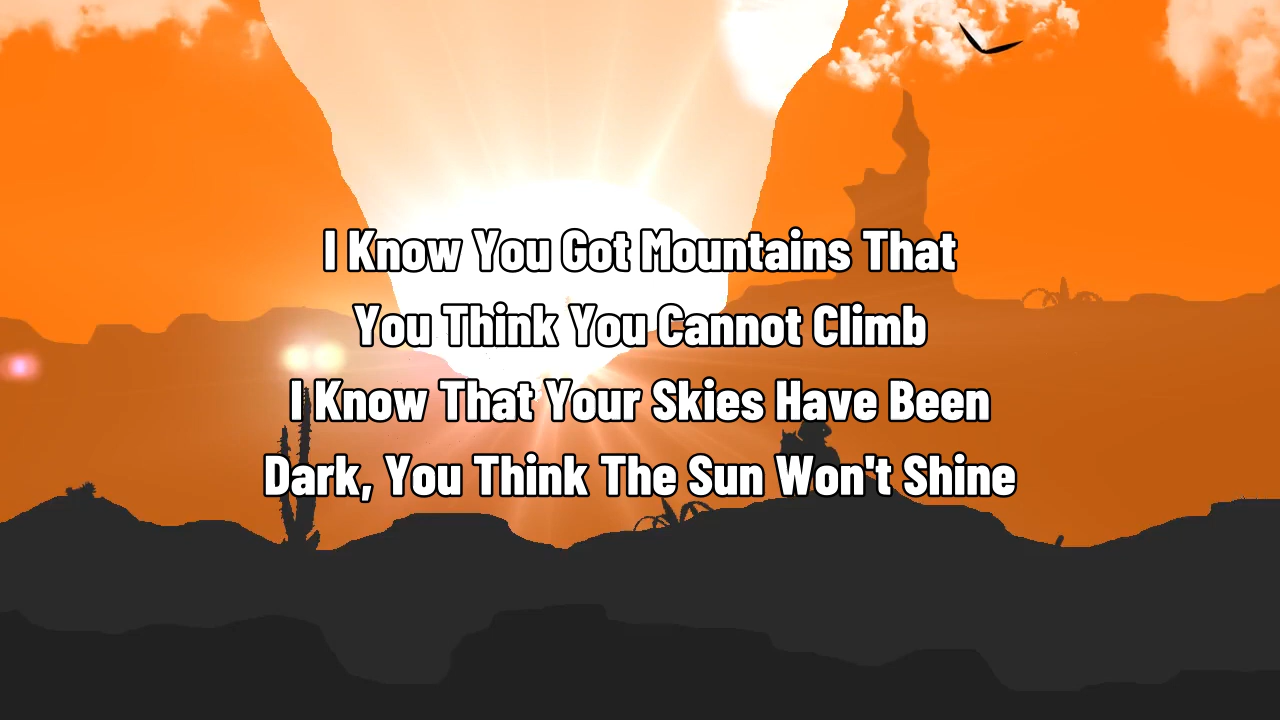 I Know You Got Mountains That
You Think You Cannot Climb
I Know That Your Skies Have Been
Dark, You Think The Sun Won't Shine